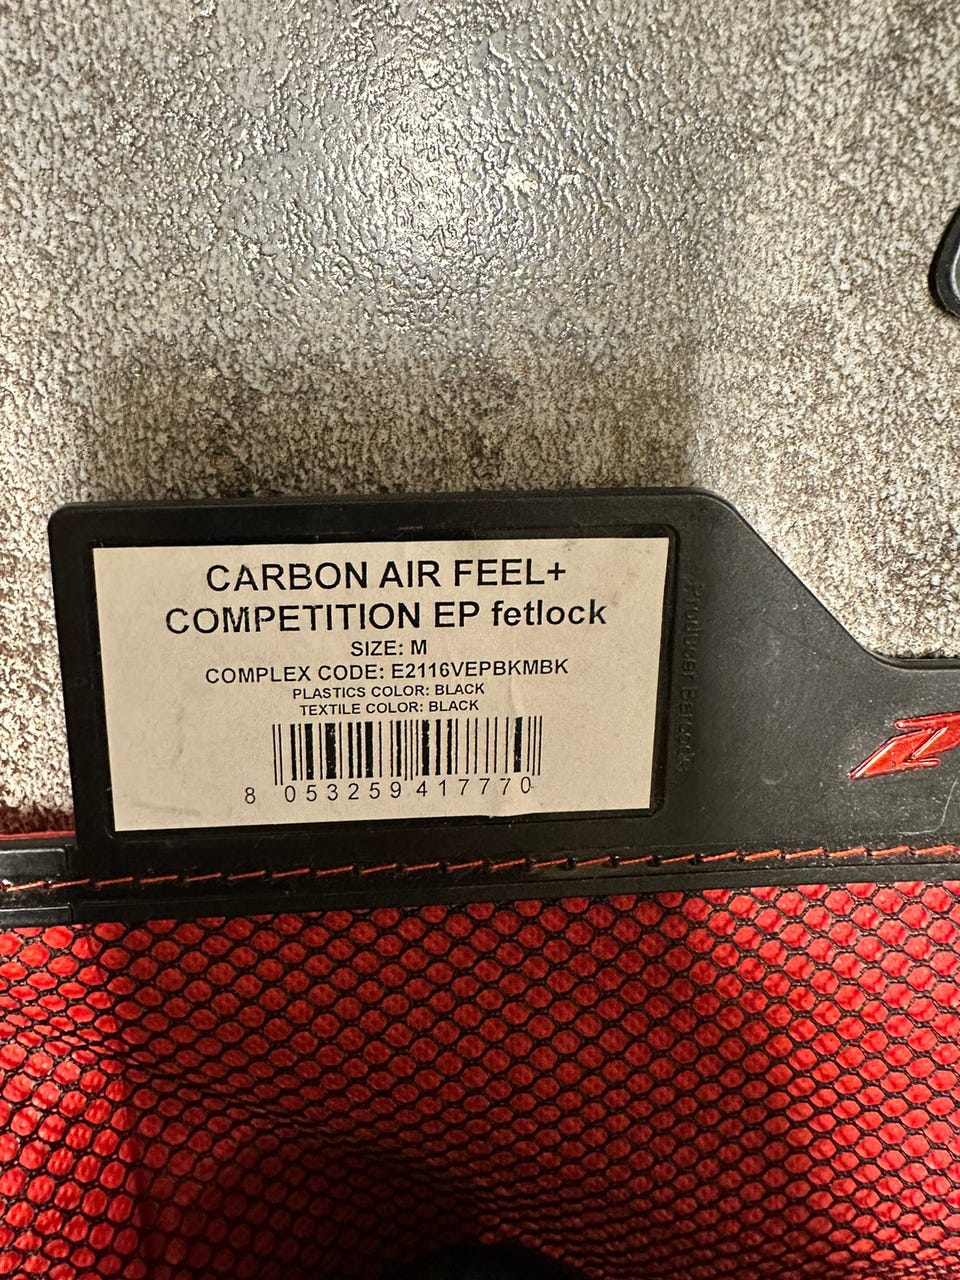 CARBON AIR FEEL+
COMPETITION EP fetlock
SIZE: M
COMPLEX CODE: E2116VEPBKMBK
PLASTICS COLOR: BLACK
TEXTILE COLOR: BLACK
8 053259 417770
Producer Barcode